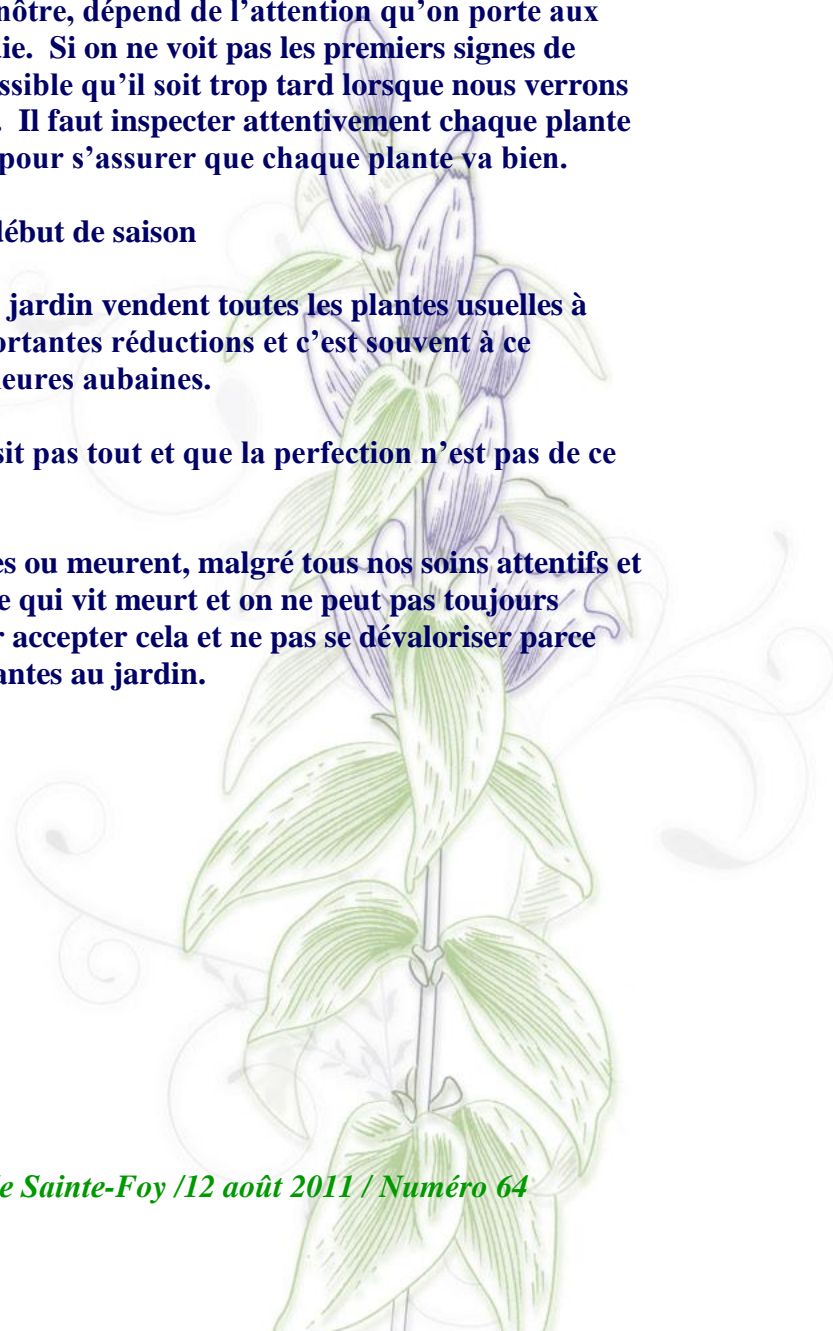 nôtre, dépend de l’attention qu’on porte aux
die. Si on ne voit pas les premiers signes de
ssible qu’il soit trop tard lorsque nous verrons
. Il faut inspecter attentivement chaque plante
pour s’assurer que chaque plante va bien.
début de saison
jardin vendent toutes les plantes usuelles à
ortantes réductions et c’est souvent à ce
leures aubaines.
sit pas tout et que la perfection n’est pas de ce
es ou meurent, malgré tous nos soins attentifs et
e qui vit meurt et on ne peut pas toujours
r accepter cela et ne pas se dévaloriser parce
antes au jardin.
le Sainte-Foy /12 août 2011 / Numéro 64